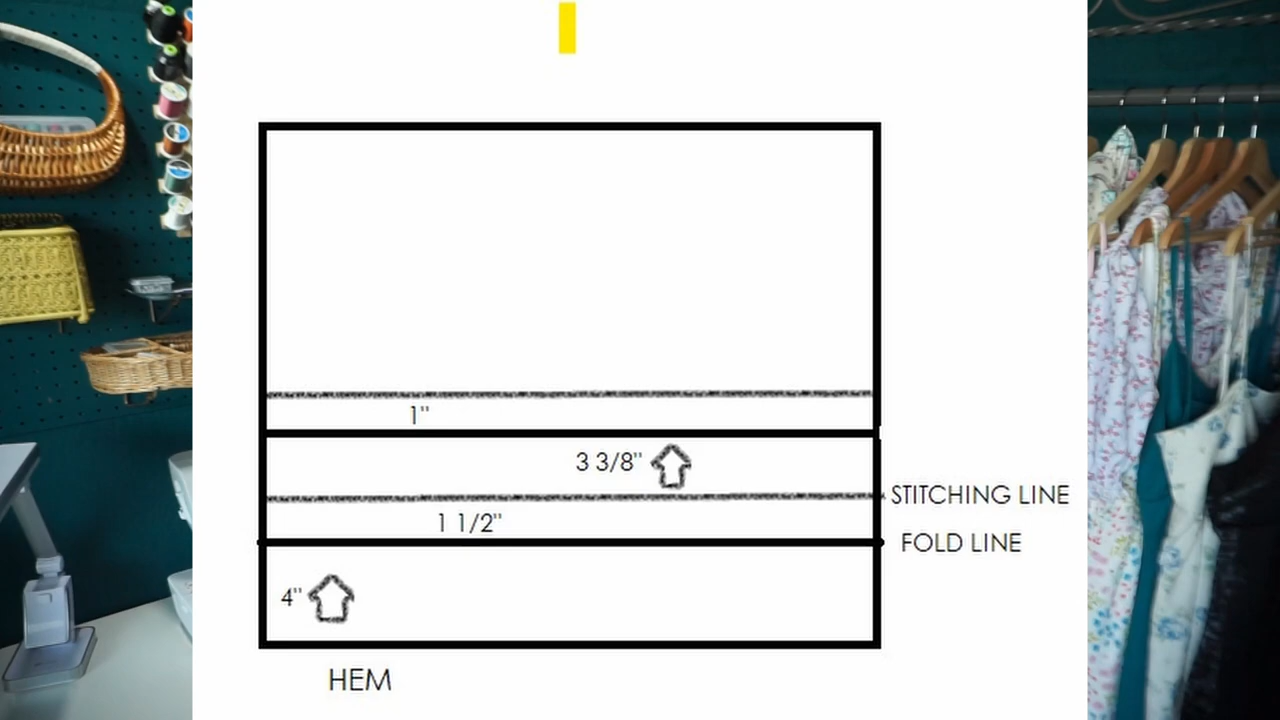 1"
3 3/8"
STITCHING LINE
1 1/2"
FOLD LINE
4"
HEM